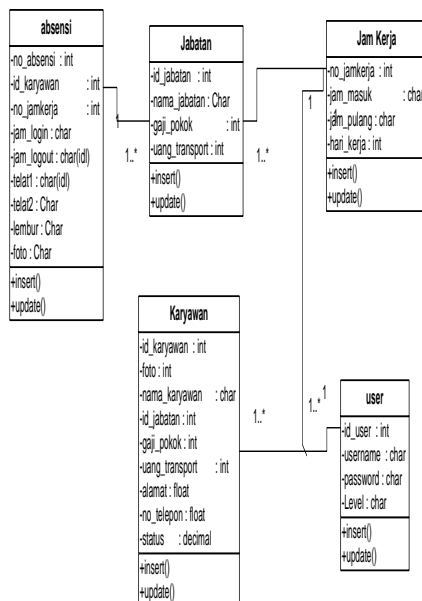 absensi
-no_absensi : int
-id_karyawan : int
-no_jamkerja : int
-jam_login : char
-jam_logout : char(idl)
-telat1 : char(idl)
-telat2 : Char
-lembur : Char
-foto : Char
+insert()
+update()
1
1..*
Jabatan
-id_jabatan : int
-nama_jabatan : Char
-gaji_pokok : int
-uang_transport : int
+insert()
+update()
1..*
Jam Kerja
-no_jamkerja : int
-jam_masuk : char
-jam_pulang : char
-hari_kerja : int
+insert()
+update()
1
1
Karyawan
-id_karyawan : int
-foto : int
-nama_karyawan : char
-id_jabatan : int
-gaji_pokok : int
-uang_transport : int
-alamat : float
-no_telepon : float
-status : decimal
+insert()
+update()
1..*
1..*
1
user
-id_user : int
-username : char
-password : char
-Level : char
+insert()
+update()